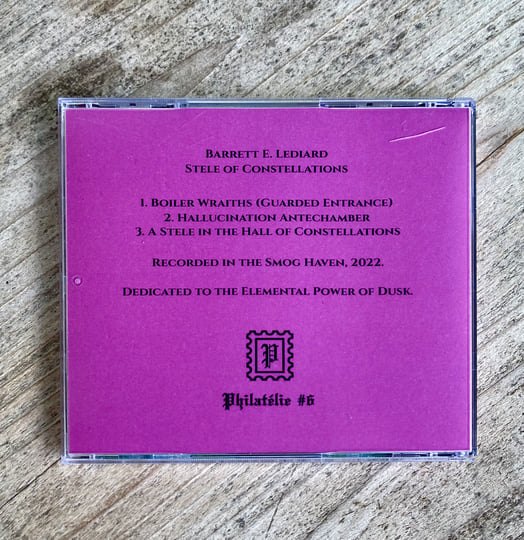 Barrett E. Lediard
Stele of Constellations
1. Boiler Wraiths (Guarded Entrance)
2. Hallucination Antechamber
3. A Stele in the Hall of Constellations
Recorded in the Smog Haven, 2022.
Dedicated to the Elemental Power of Dusk.
P
Philatélie #6